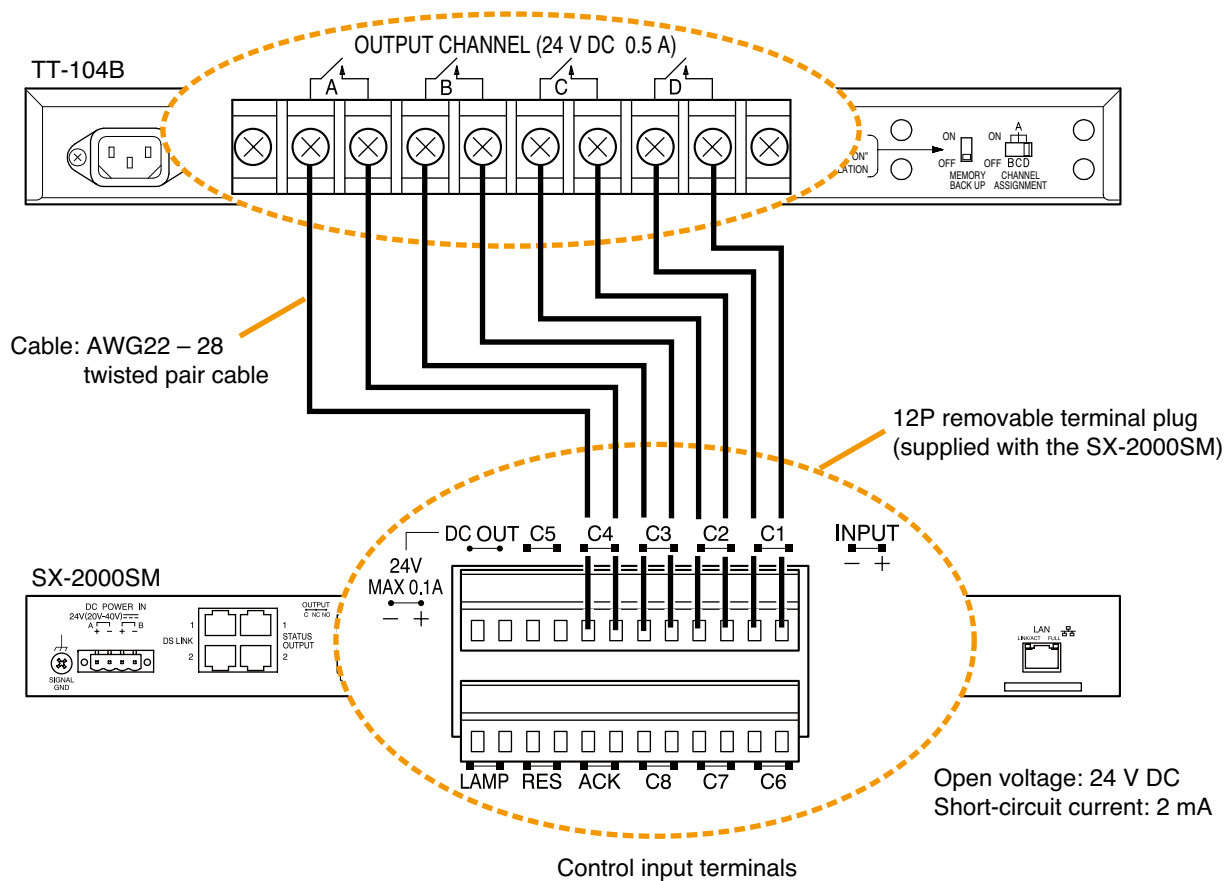 OUTPUT CHANNEL (24 V DC 0.5 A)
TT-104B
A
B
C
D
ON"
LATION
ON
OFF
MEMORY
BACK UP
A
ON
OFF BCD
CHANNEL
ASSIGNMENT
Cable: AWG22 – 28
twisted pair cable
12P removable terminal plug
(supplied with the SX-2000SM)
DC OUT
C5
C4
C3
C2
C1
INPUT
– +
24V
MAX 0.1A
– +
SX-2000SM
DC POWER IN
24V(20V-40V)
A
B
+ – + –
SIGNAL
GND
DS LINK
1
2
1
2
STATUS
OUTPUT
OUTPUT
C NC NO
LAN
LINK/ACT FULL
LAMP
RES
ACK
C8
C7
C6
Open voltage: 24 V DC
Short-circuit current: 2 mA
Control input terminals